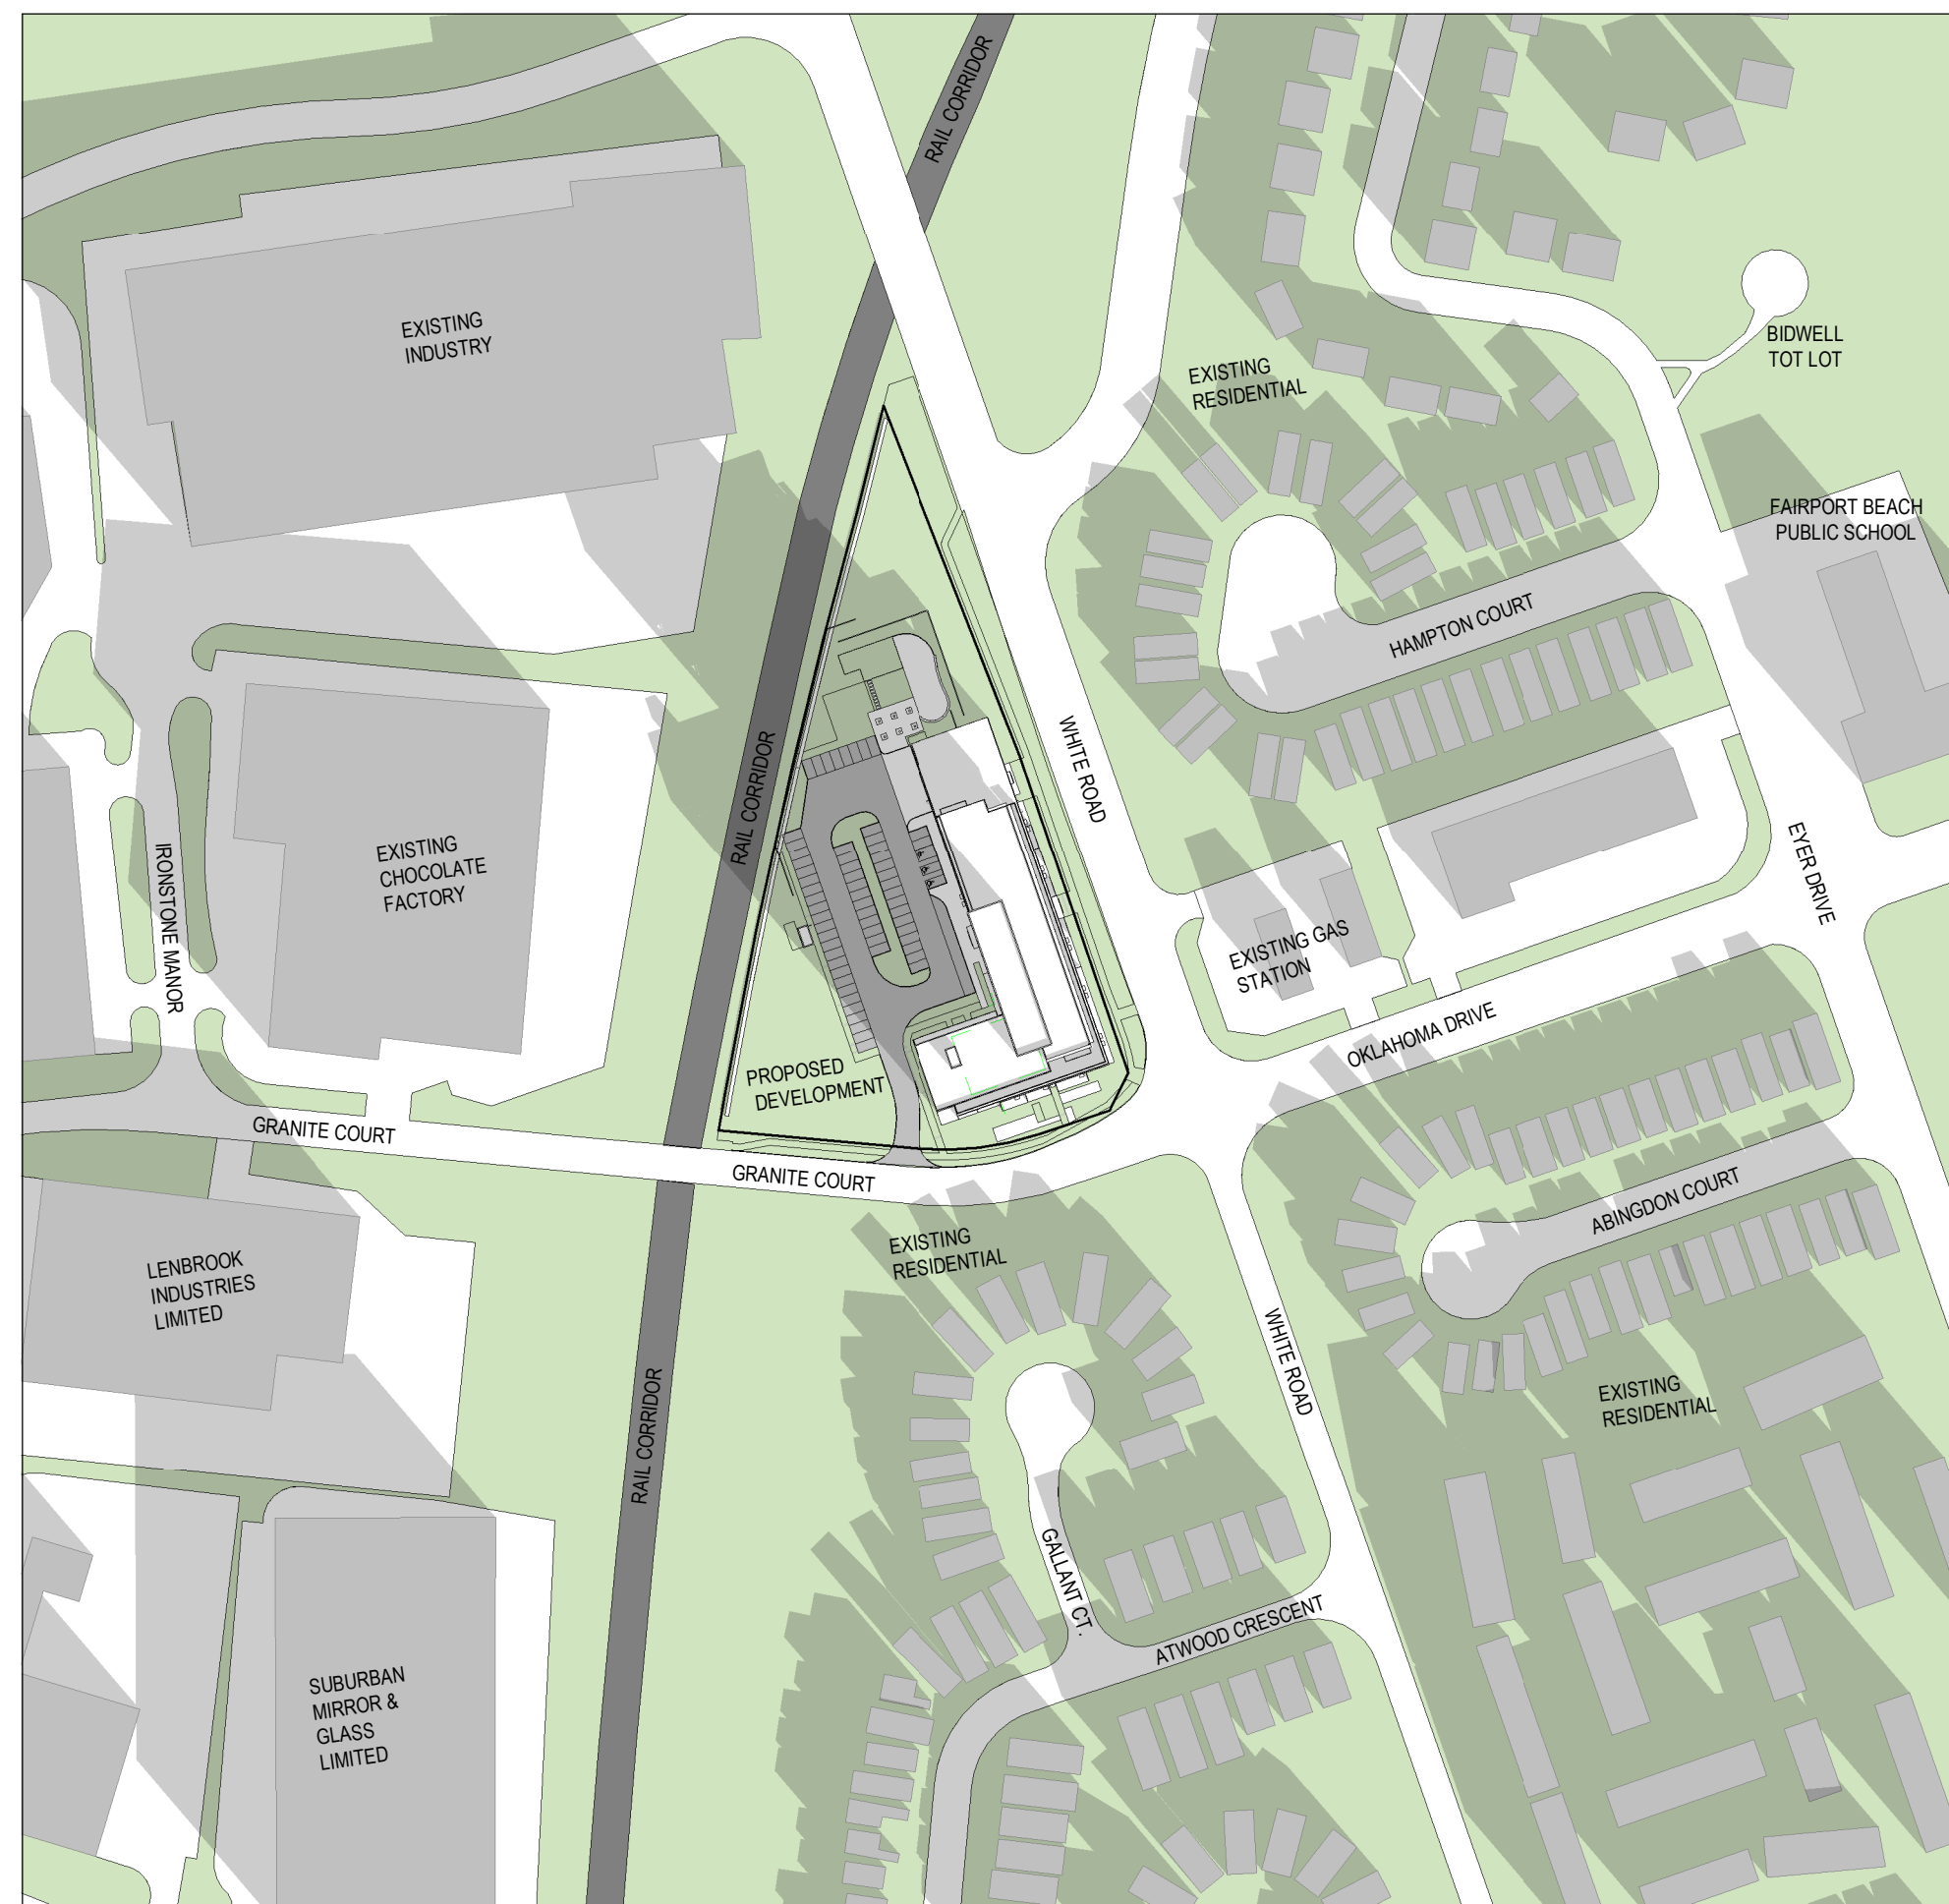 RAIL CORRIDOR
EXISTING
INDUSTRY
BIDWELL
TOT LOT
EXISTING
RESIDENTIAL
FAIRPORT BEACH
PUBLIC SCHOOL
HAMPTON COURT
WHITE ROAD
RAIL CORRIDOR
EXISTING
CHOCOLATE
FACTORY
IRONSTONE MANOR
EYER DRIVE
EXISTING GAS
STATION
OKLAHOMA DRIVE
PROPOSED
DEVELOPMENT
GRANITE COURT
GRANITE COURT
ABINGDON COURT
EXISTING
RESIDENTIAL
LENBROOK
INDUSTRIES
LIMITED
WHITE ROAD
EXISTING
RESIDENTIAL
RAIL CORRIDOR
GALLANT CT.
ATWOOD CRESCENT
SUBURBAN
MIRROR &
GLASS
LIMITED